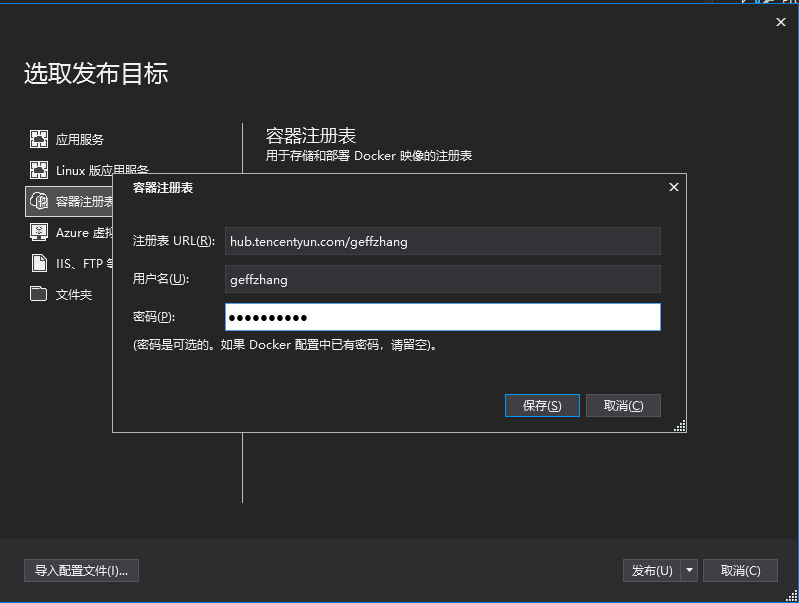 选取发布目标
应用服务
Linux 版应用服务
容器注册表
Azure 虚拟
IIS、FTP 等
文件夹
容器注册表
用于存储和部署 Docker 映像的注册表
容器注册表
注册表 URL(R):
hub.tencentyun.com/geffzhang
用户名(U):
geffzhang
密码(P):
••••••••••
(密码是可选的。如果 Docker 配置中已有密码，请留空)。
保存(S)
取消(C)
导入配置文件(I)...
发布(U)
取消(C)